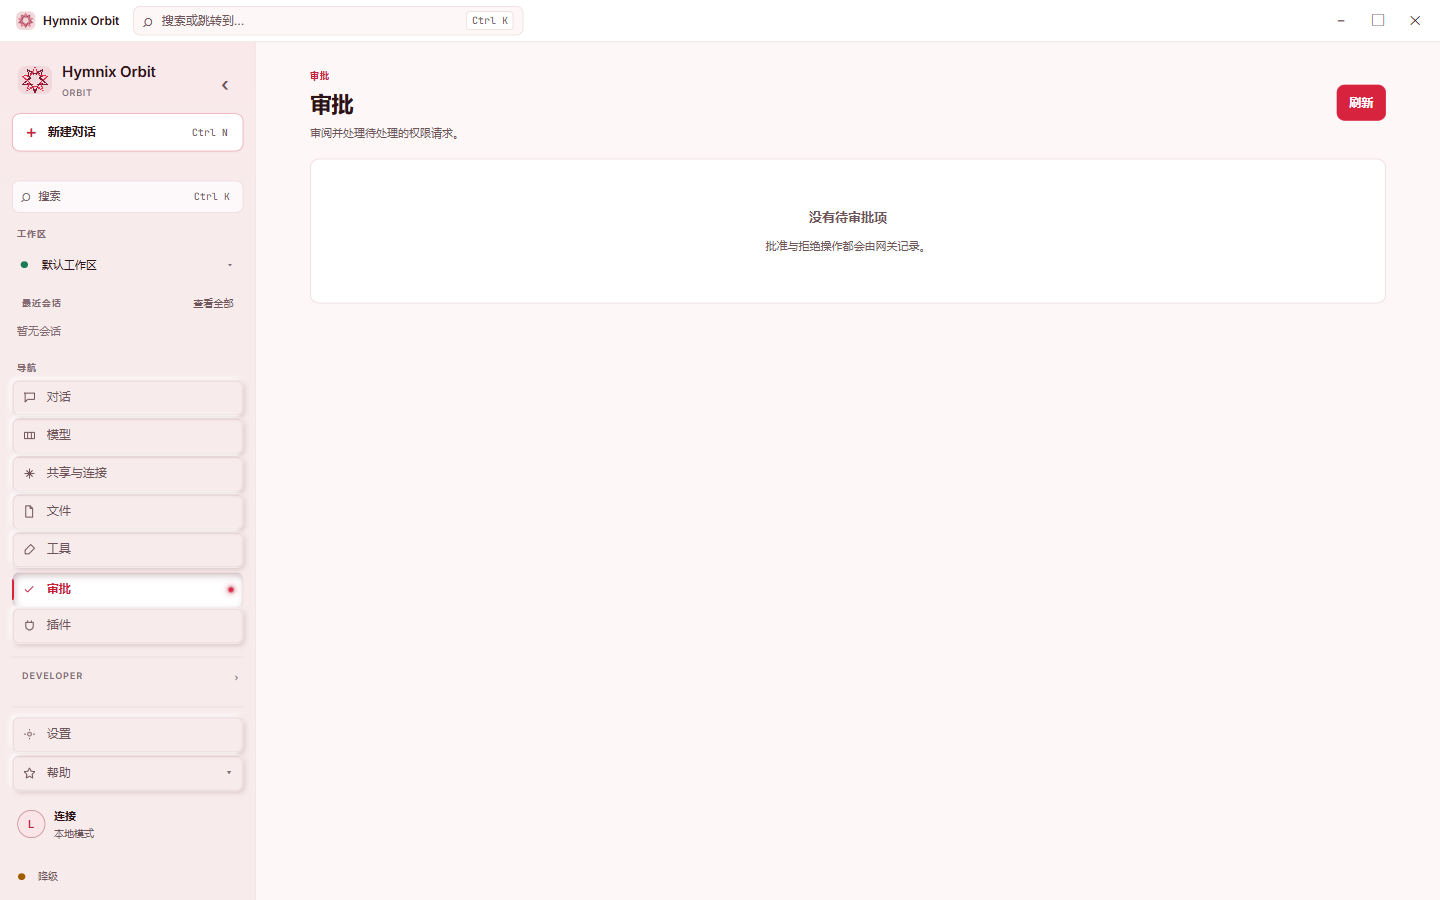 Hymnix Orbit
搜索或跳转到...
Ctrl K
Hymnix Orbit
ORBIT
新建对话
Ctrl N
搜索
Ctrl K
工作区
默认工作区
最近会话
查看全部
暂无会话
导航
对话
模型
共享与连接
文件
工具
审批
插件
DEVELOPER
设置
帮助
L
连接
本地模式
降级
审批
审批
审阅并处理待处理的权限请求。
刷新
没有待审批项
批准与拒绝操作都会由网关记录。